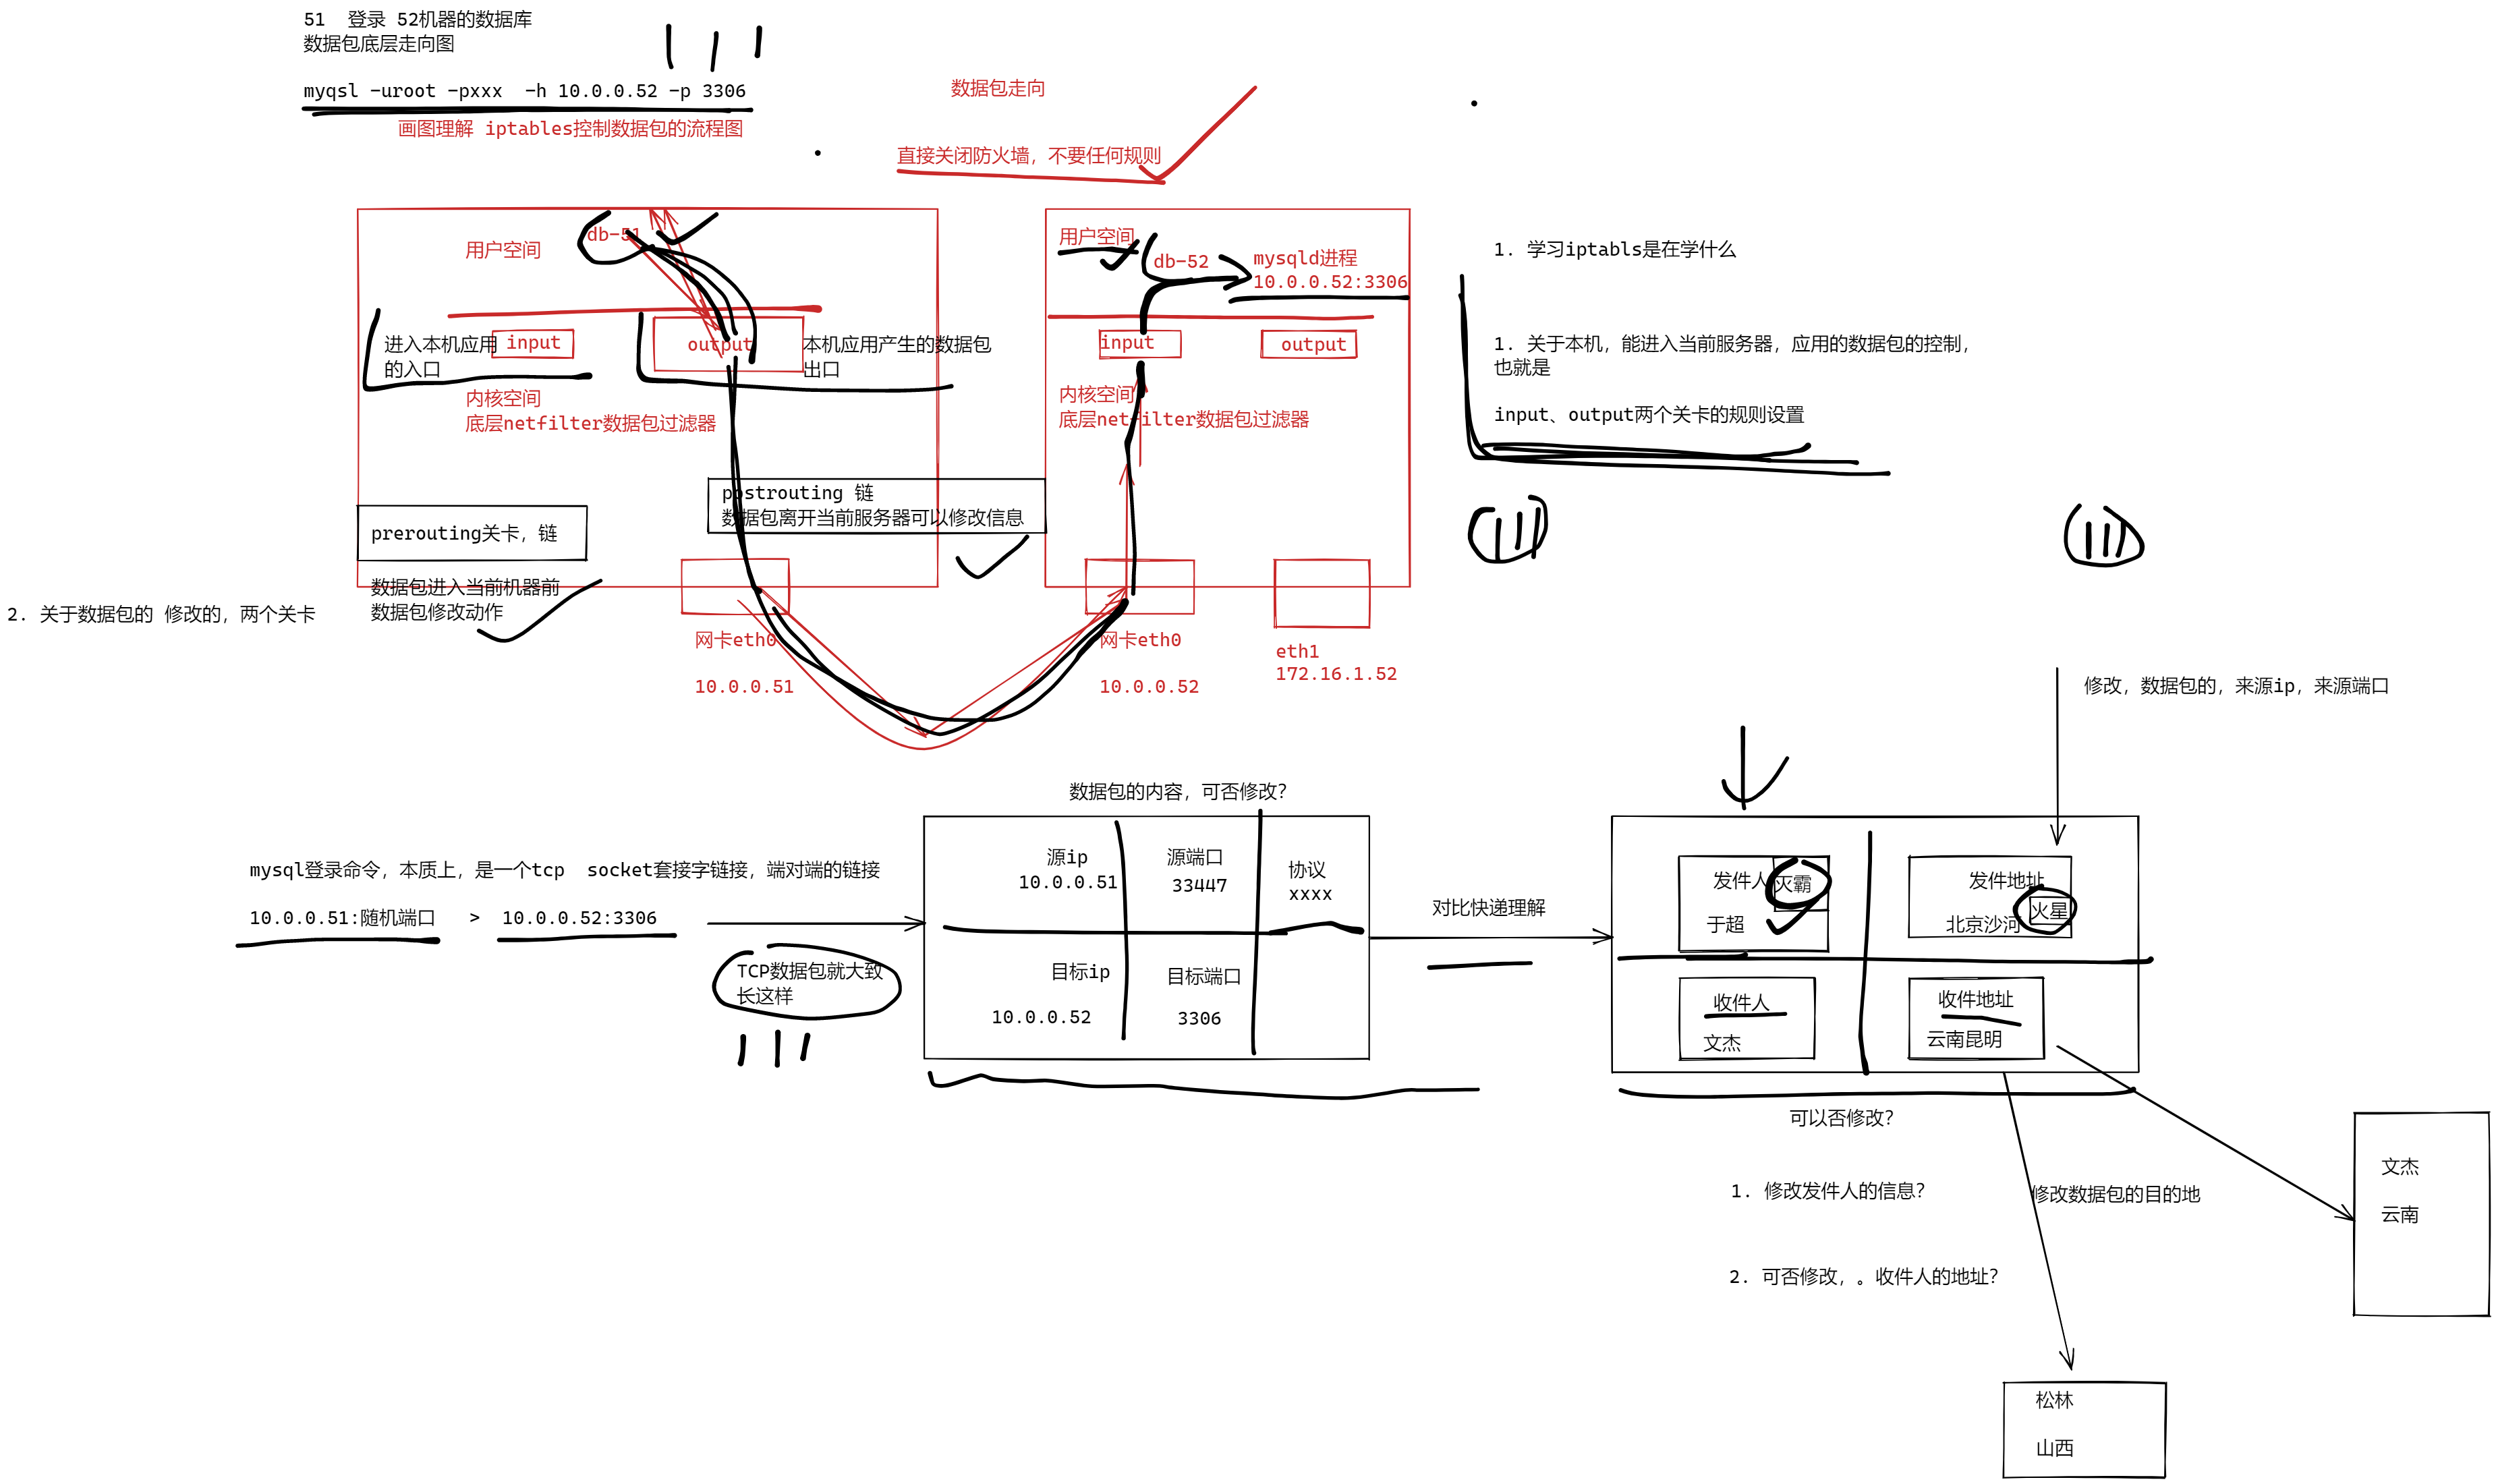 51  登录 52机器的数据库
数据包底层走向图
myqsl -uroot -pxxx  -h 10.0.0.52 -p 3306
画图理解 iptables控制数据包的流程图
数据包走向
直接关闭防火墙，不要任何规则
用户空间
db-51
进入本机应用
的入口
input
output
本机应用产生的数据包
出口
内核空间
底层netfilter数据包过滤器
postrouting 链
数据包离开当前服务器可以修改信息
prerouting关卡，链
数据包进入当前机器前
数据包修改动作
2. 关于数据包的 修改的，两个关卡
网卡eth0
10.0.0.51
用户空间
db-52
mysqld进程
10.0.0.52:3306
input
output
内核空间
底层netfilter数据包过滤器
网卡eth0
10.0.0.52
eth1
172.16.1.52
1. 学习iptabls是在学什么
1. 关于本机，能进入当前服务器，应用的数据包的控制，
也就是
input、output两个关卡的规则设置
修改，数据包的，来源ip，来源端口
mysql登录命令，本质上，是一个tcp  socket套接字链接，端对端的链接
10.0.0.51:随机端口   >  10.0.0.52:3306
TCP数据包就大致
长这样
数据包的内容，可否修改？
源ip
10.0.0.51
源端口
33447
协议
xxxx
目标ip
10.0.0.52
目标端口
3306
对比快递理解
发件人
灭霸
于超
发件地址
北京沙河
火星
收件人
文杰
收件地址
云南昆明
可以否修改？
1. 修改发件人的信息？
2. 可否修改，。收件人的地址？
修改数据包的目的地
文杰
云南
松林
山西